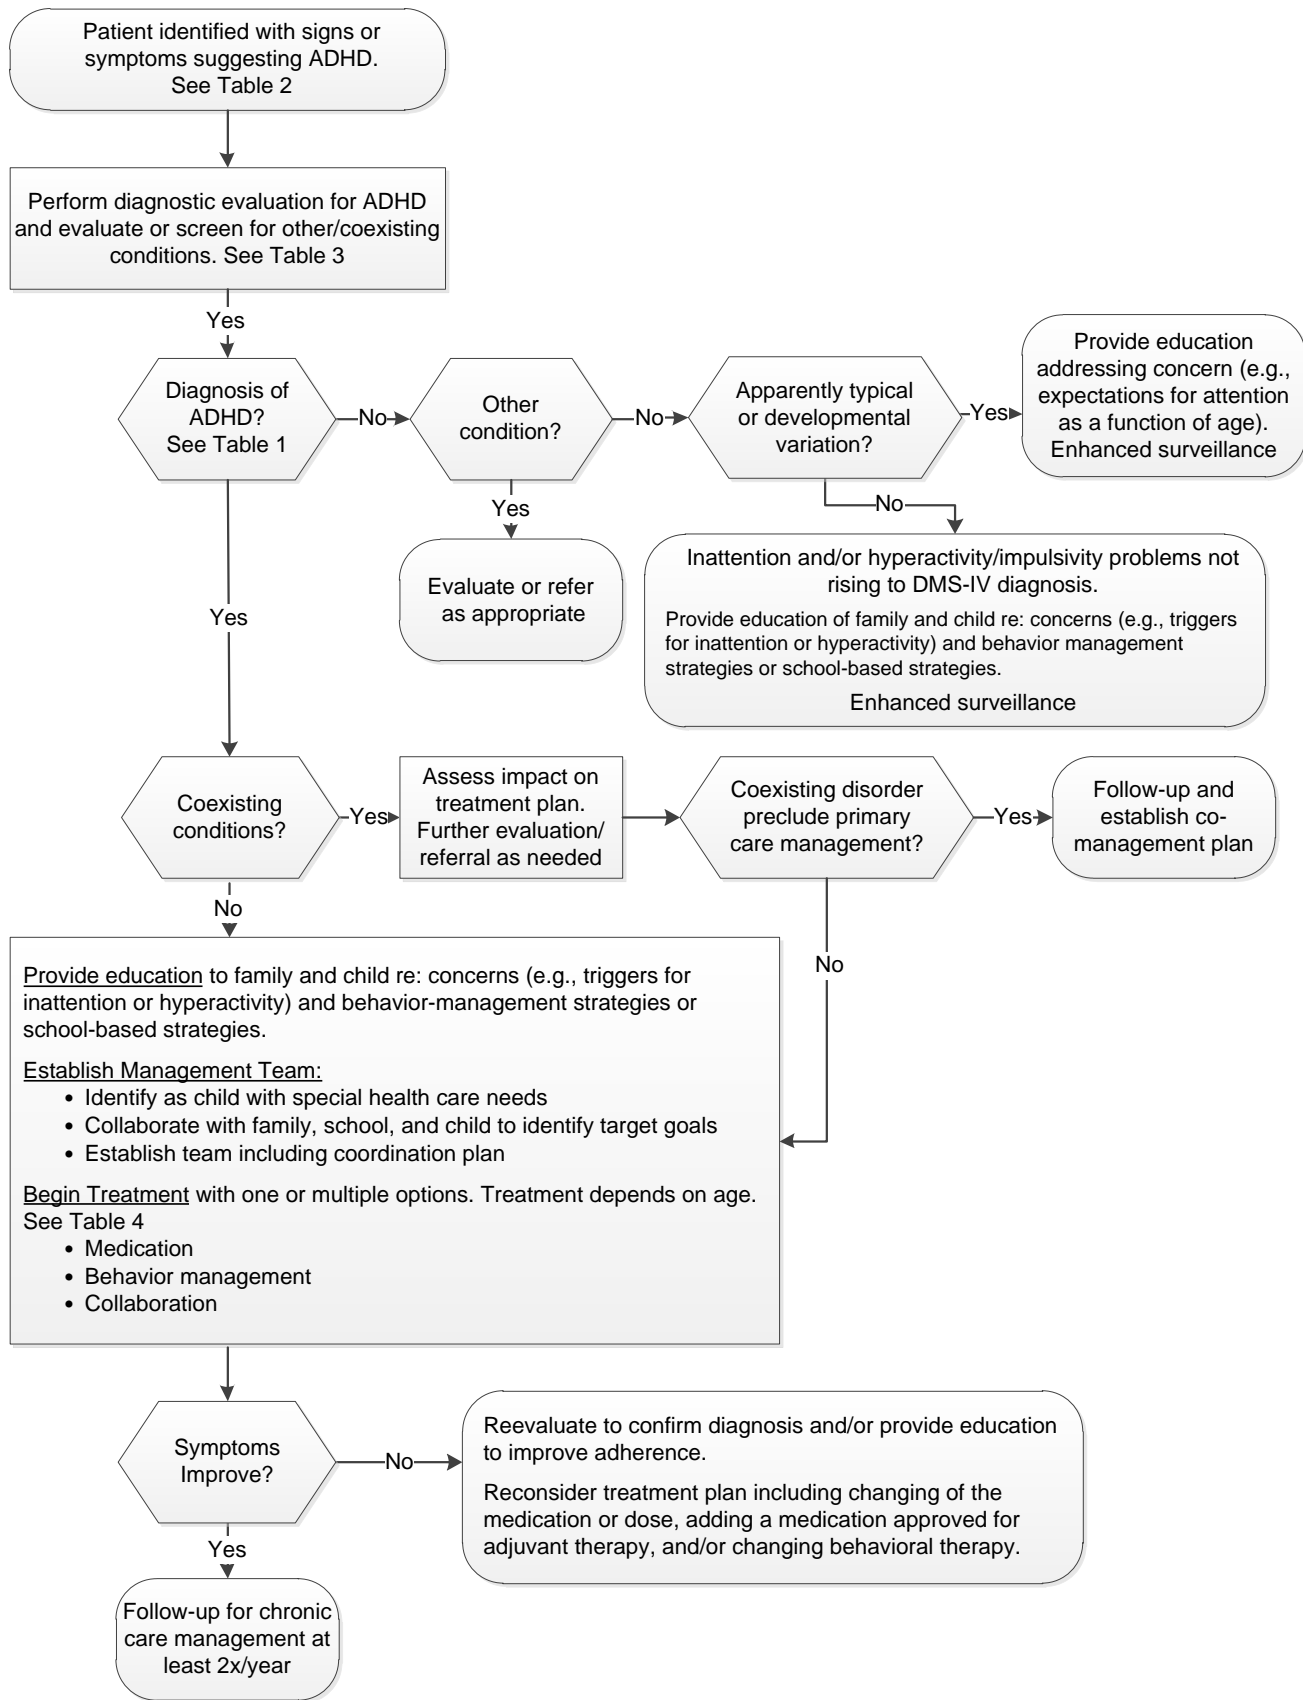 Patient identified with signs or
symptoms suggesting ADHD.
See Table 2
Perform diagnostic evaluation for ADHD
and evaluate or screen for other/coexisting
conditions. See Table 3
Yes
Diagnosis of
ADHD?
See Table 1
No
Other
condition?
No
Apparently typical
or developmental
variation?
Yes
Provide education
addressing concern (e.g.,
expectations for attention
as a function of age).
Enhanced surveillance
Yes
Evaluate or refer
as appropriate
No
Inattention and/or hyperactivity/impulsivity problems not
rising to DMS-IV diagnosis.
Provide education of family and child re: concerns (e.g., triggers
for inattention or hyperactivity) and behavior management
strategies or school-based strategies.
Enhanced surveillance
Yes
Coexisting
conditions?
Yes
Assess impact on
treatment plan.
Further evaluation/
referral as needed
Coexisting disorder
preclude primary
care management?
Yes
Follow-up and
establish co-
management plan
No
No
Provide education to family and child re: concerns (e.g., triggers for
inattention or hyperactivity) and behavior-management strategies or
school-based strategies.
Establish Management Team:
• Identify as child with special health care needs
• Collaborate with family, school, and child to identify target goals
• Establish team including coordination plan
Begin Treatment with one or multiple options. Treatment depends on age.
See Table 4
• Medication
• Behavior management
• Collaboration
Symptoms
Improve?
No
Reevaluate to confirm diagnosis and/or provide education
to improve adherence.
Reconsider treatment plan including changing of the
medication or dose, adding a medication approved for
adjuvant therapy, and/or changing behavioral therapy.
Yes
Follow-up for chronic
care management at
least 2x/year